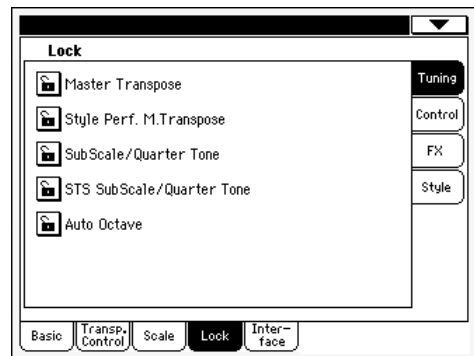 Lock
Master Transpose
Style Perf. M.Transpose
SubScale/Quarter Tone
STS SubScale/Quarter Tone
Auto Octave
Tuning
Control
FX
Style
Basic
Transp.
Control
Scale
Lock
Inter-
face